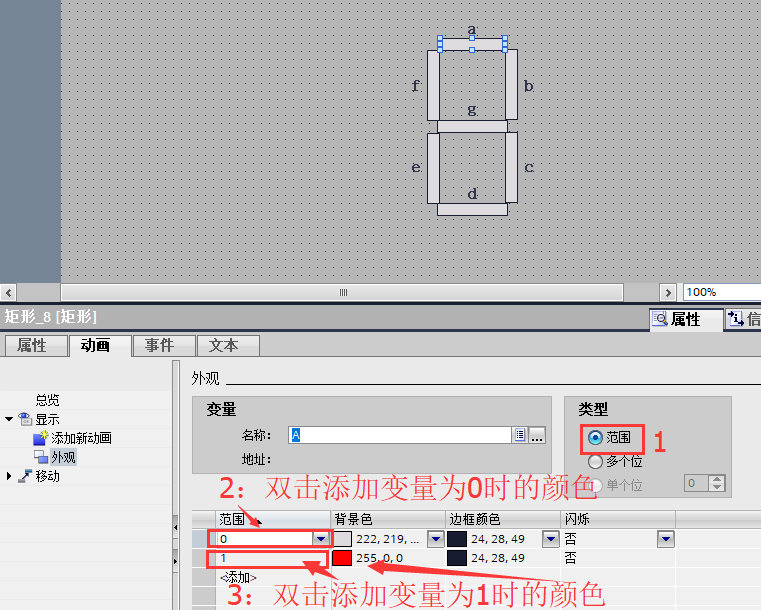 a
f
b
g
e
c
d
100%
矩形_8 [矩形]
属性
信
属性
动画
事件
文本
外观
总览
显示
添加新动画
外观
移动
变量
名称:
A
...
地址:
类型
范围
1
多个位
单个位
0
2：双击添加变量为0时的颜色
范围
背景色
边框颜色
闪烁
0
222, 219, ...
24, 28, 49
否
1
255, 0, 0
24, 28, 49
否
<添加>
3：双击添加变量为1时的颜色